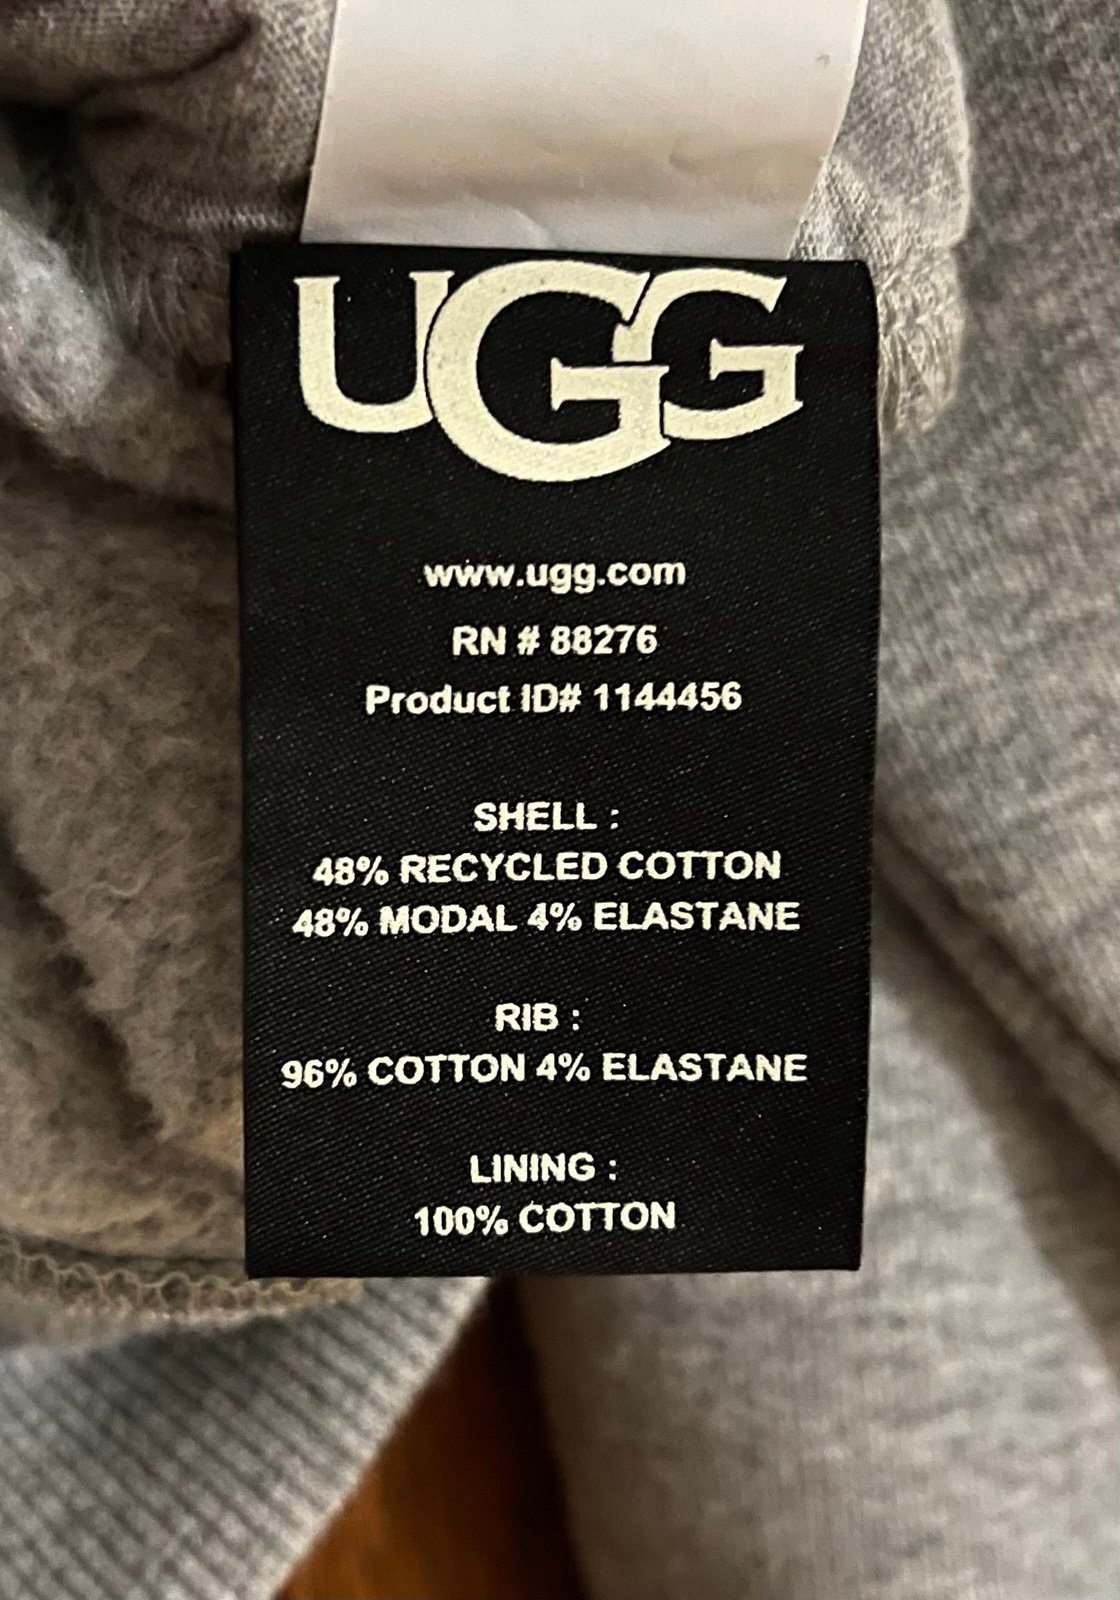 UGG
www.ugg.com
RN # 88276
Product ID# 1144456
SHELL :
48% RECYCLED COTTON
48% MODAL 4% ELASTANE
RIB :
96% COTTON 4% ELASTANE
LINING :
100% COTTON